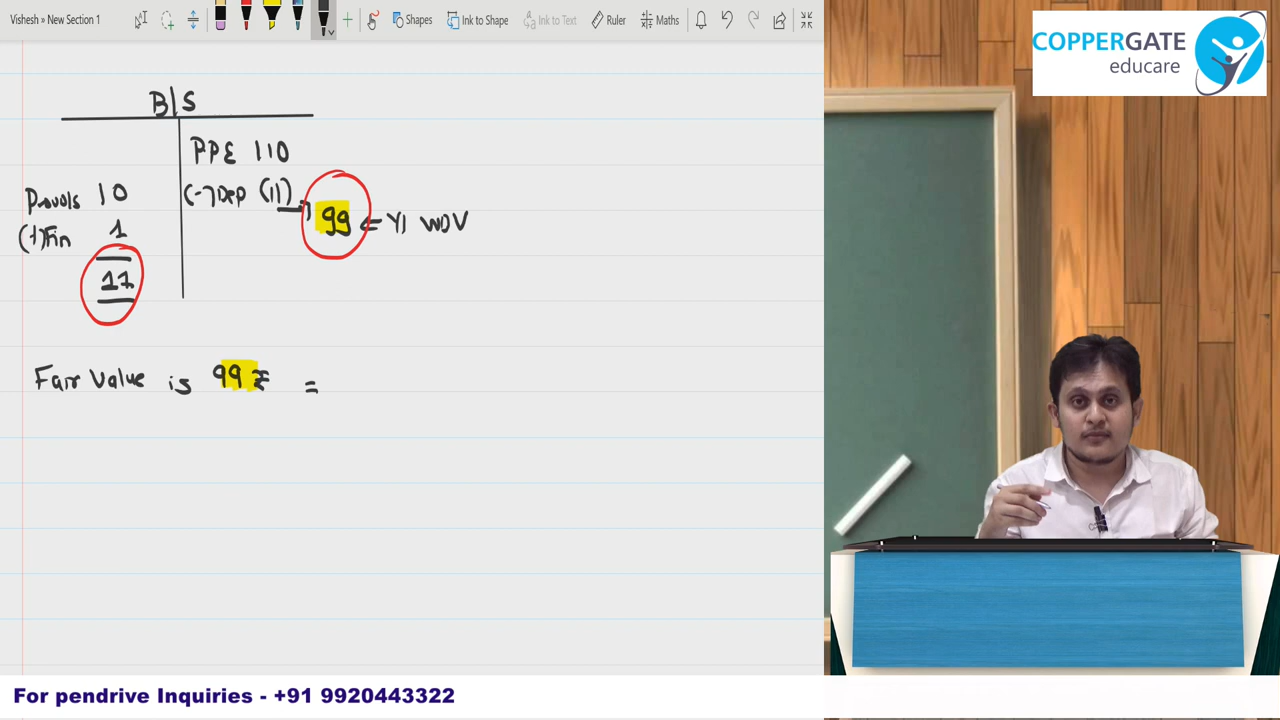 Vishesh » New Section 1
Shapes
Ink to Shape
Ink to Text
Ruler
Maths
COPPERGATE
educare
B/S
PPE 110
(-) Dep (11)
99 ← Y1 WDV
10
(+) Fin 1
11
Fair Value is 99 ₹ =
For pendrive Inquiries - +91 9920443322